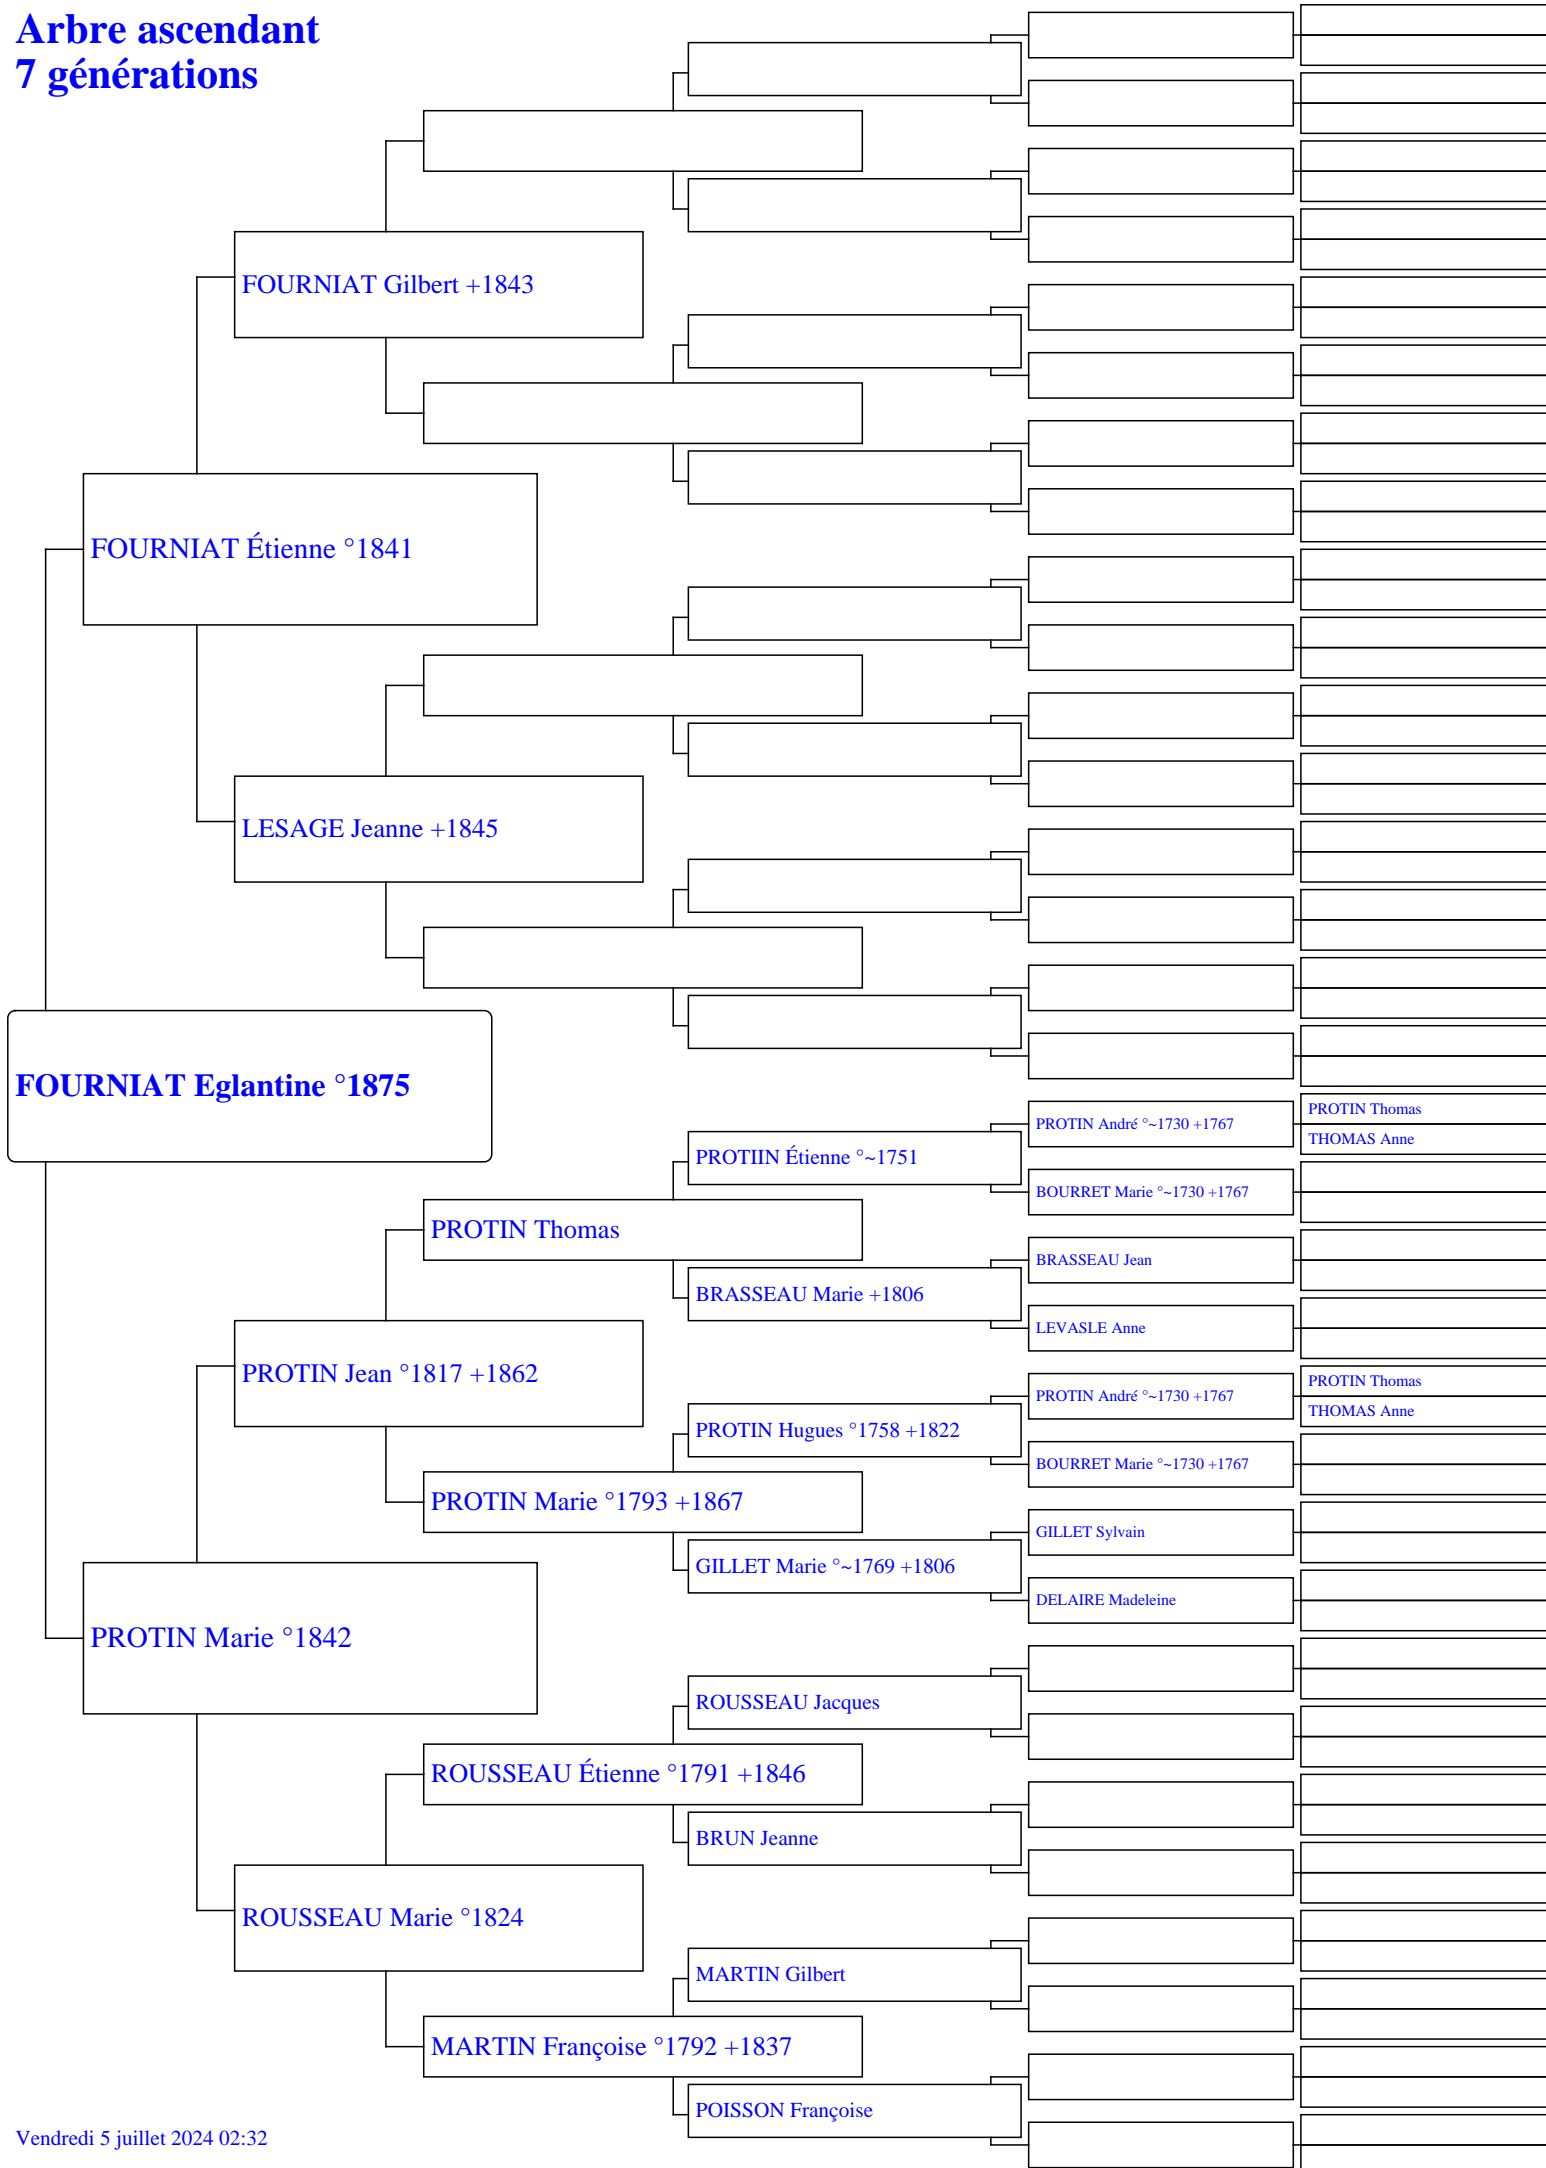 Arbre ascendant
7 générations
FOURNIAT Gilbert +1843
FOURNIAT Étienne °1841
LESAGE Jeanne +1845
FOURNIAT Eglantine °1875
PROTIN Thomas
PROTIN André °~1730 +1767
THOMAS Anne
PROTIIN Étienne °~1751
BOURRET Marie °~1730 +1767
PROTIN Thomas
BRASSEAU Jean
BRASSEAU Marie +1806
LEVASLE Anne
PROTIN Jean °1817 +1862
PROTIN Thomas
PROTIN André °~1730 +1767
THOMAS Anne
PROTIN Hugues °1758 +1822
BOURRET Marie °~1730 +1767
PROTIN Marie °1793 +1867
GILLET Sylvain
GILLET Marie °~1769 +1806
DELAIRE Madeleine
PROTIN Marie °1842
ROUSSEAU Jacques
ROUSSEAU Étienne °1791 +1846
BRUN Jeanne
ROUSSEAU Marie °1824
MARTIN Gilbert
MARTIN Françoise °1792 +1837
POISSON Françoise
Vendredi 5 juillet 2024 02:32